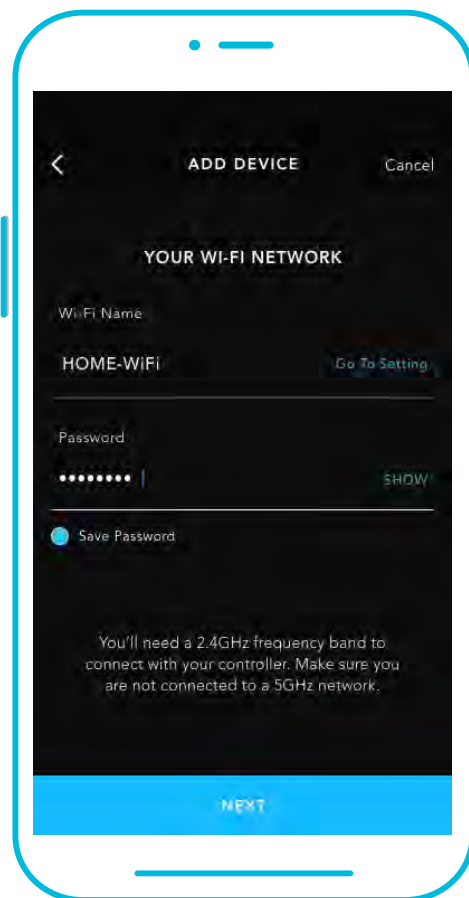 ADD DEVICE Cancel
YOUR WI-FI NETWORK
Wi-Fi Name
HOME-WiFi Go To Setting
Password
•••••••• SHOW
Save Password
You'll need a 2.4GHz frequency band to
connect with your controller. Make sure you
are not connected to a 5GHz network.
NEXT